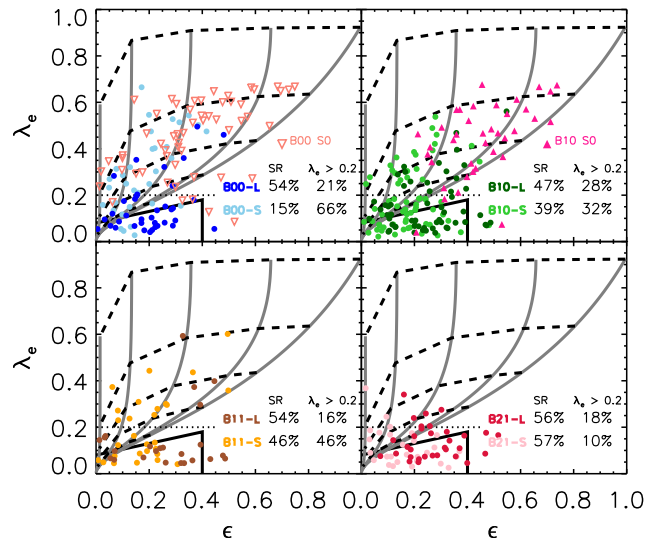 1.0
0.8
0.6
0.4
0.2
0.0
λe
B00 S0
SR λe > 0.2
B00-L 54% 21%
B00-S 15% 66%
B10 S0
SR λe > 0.2
B10-L 47% 28%
B10-S 39% 32%
0.8
0.6
0.4
0.2
0.0
λe
SR λe > 0.2
B11-L 54% 16%
B11-S 46% 46%
SR λe > 0.2
B21-L 56% 18%
B21-S 57% 10%
0.0 0.2 0.4 0.6 0.8 0.0 0.2 0.4 0.6 0.8 1.0
ϵ ϵ